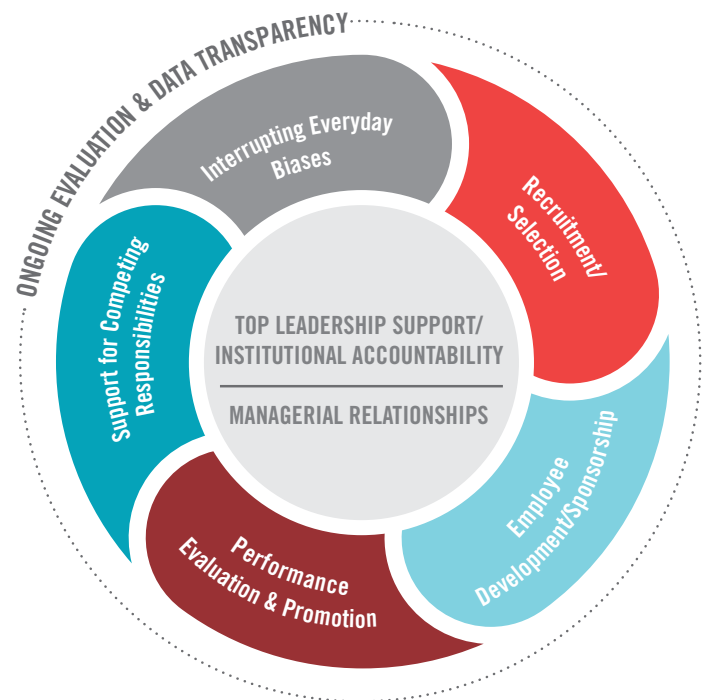 ONGOING EVALUATION & DATA TRANSPARENCY
Interrupting Everyday
Biases
Recruitment/
Selection
Employee
Development/Sponsorship
Performance
Evaluation & Promotion
Support for Competing
Responsibilities
TOP LEADERSHIP SUPPORT/
INSTITUTIONAL ACCOUNTABILITY
MANAGERIAL RELATIONSHIPS